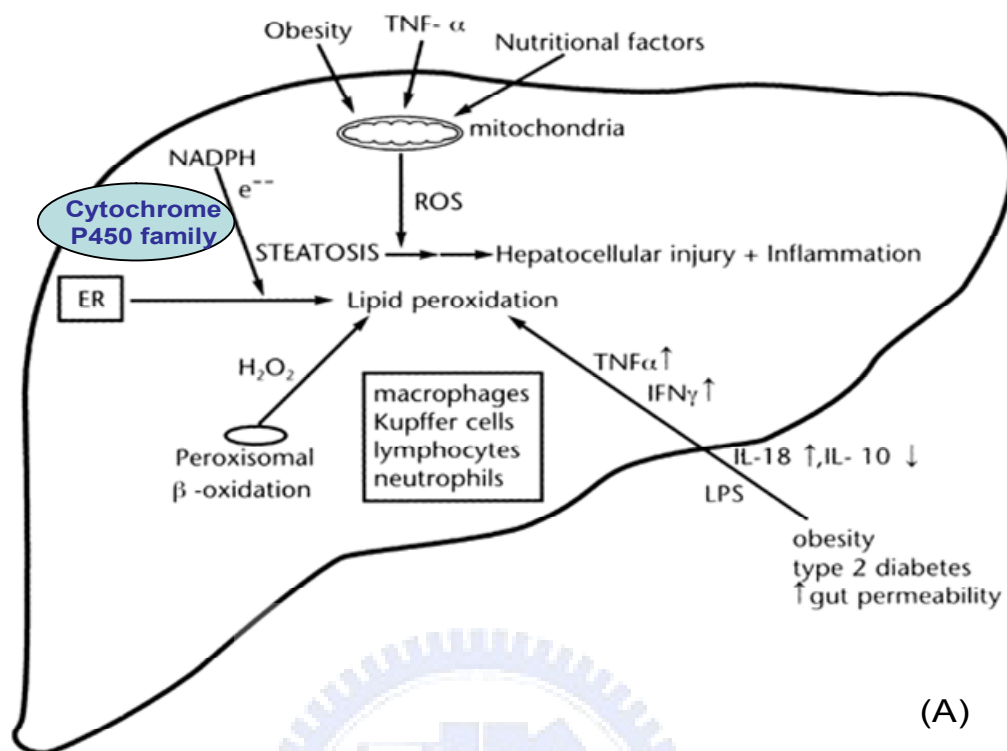 Obesity
TNF- α
Nutritional factors
mitochondria
NADPH
e--
ROS
Cytochrome
P450 family
STEATOSIS
Hepatocellular injury + Inflammation
ER
Lipid peroxidation
H₂O₂
TNFα↑
IFNγ↑
macrophages
Kupffer cells
lymphocytes
neutrophils
Peroxisomal
β -oxidation
IL-18 ↑,IL- 10 ↓
LPS
obesity
type 2 diabetes
↑gut permeability
(A)